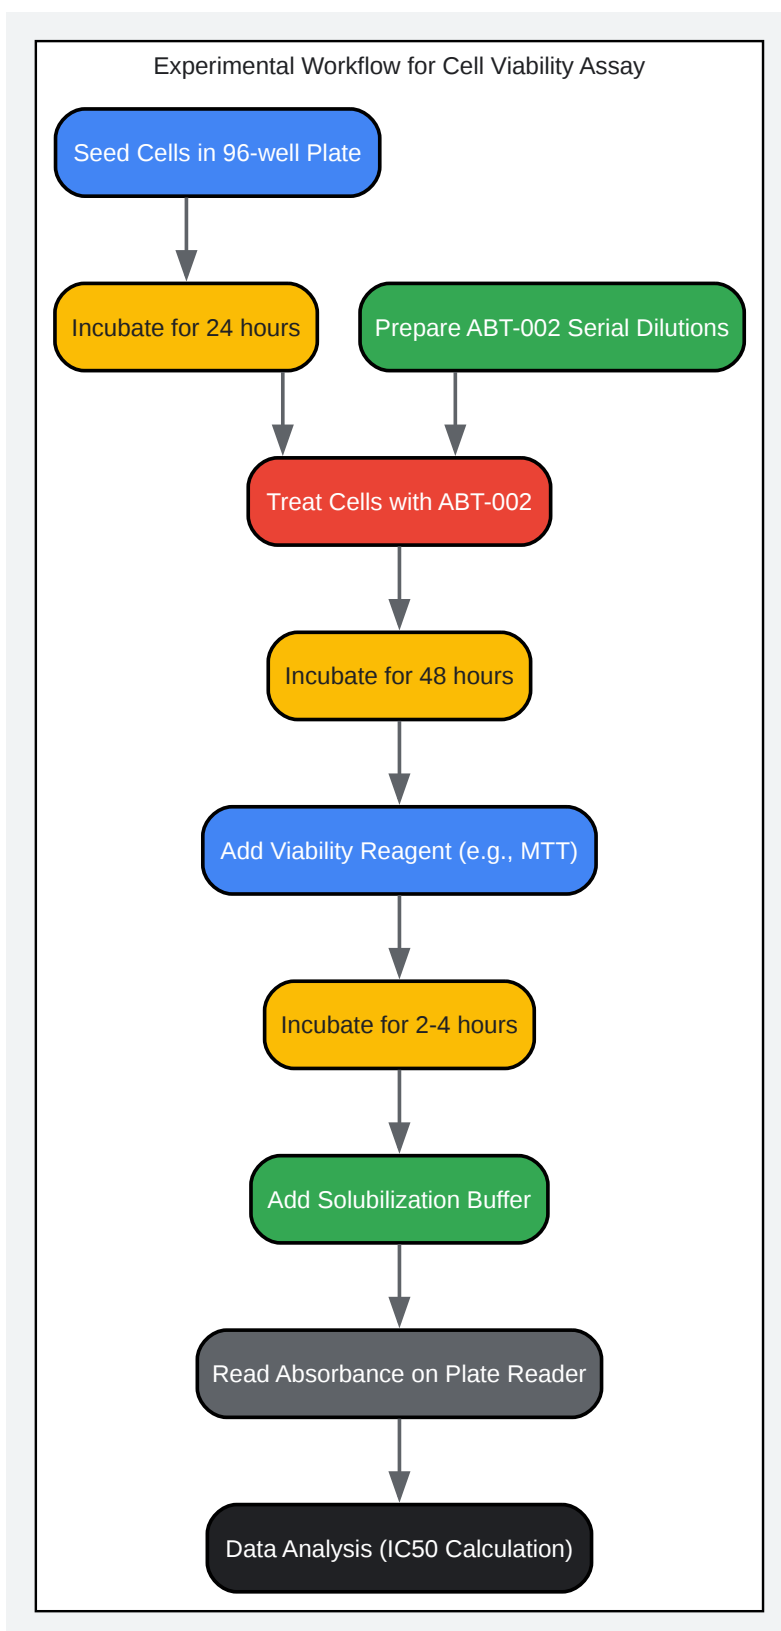 Experimental Workflow for Cell Viability Assay
Seed Cells in 96-well Plate
Incubate for 24 hours
Prepare ABT-002 Serial Dilutions
Treat Cells with ABT-002
Incubate for 48 hours
Add Viability Reagent (e.g., MTT)
Incubate for 2-4 hours
Add Solubilization Buffer
Read Absorbance on Plate Reader
Data Analysis (IC50 Calculation)